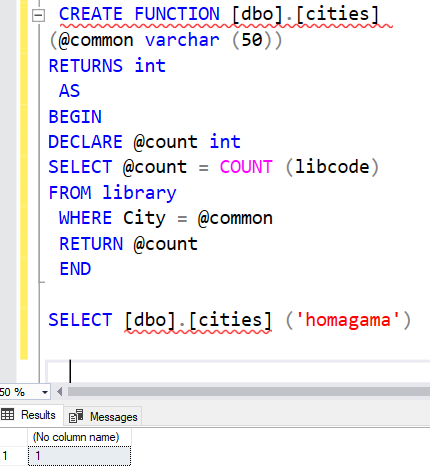 CREATE FUNCTION [dbo].[cities]
(@common varchar (50))
RETURNS int
AS
BEGIN
DECLARE @count int
SELECT @count = COUNT (libcode)
FROM library
WHERE City = @common
RETURN @count
END
SELECT [dbo].[cities] ('homagama')
50 %
Results Messages
(No column name)
1 1